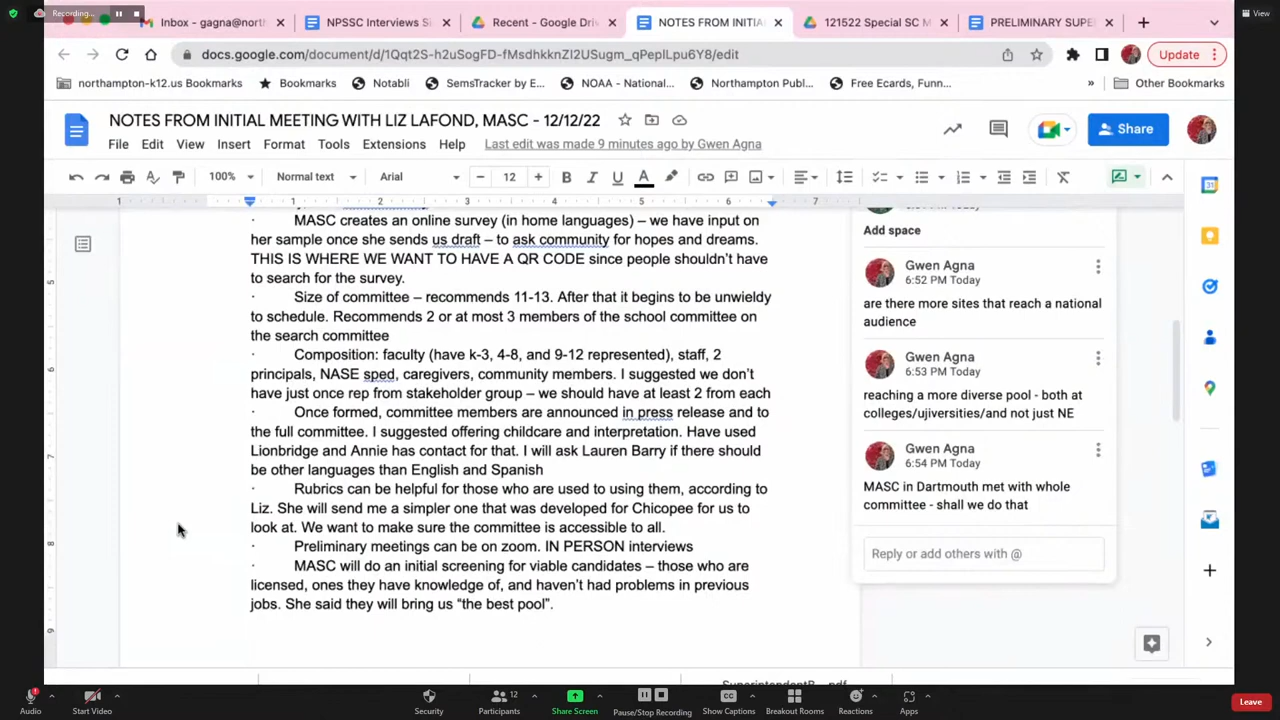 Recording...
View
Inbox - gagna@north
NPSSC Interviews S
Recent - Google Dri
NOTES FROM INITIA
121522 Special SC M
PRELIMINARY SUPE
docs.google.com/document/d/1Qqt2S-h2uSogFD-fMsdhkknZI2USugm_qPeplLpu6Y8/edit
Update
northampton-k12.us Bookmarks
Bookmarks
Notabli
SemsTracker by E...
NOAA - National...
Northampton Publ...
Free Ecards, Funn...
»
Other Bookmarks
NOTES FROM INITIAL MEETING WITH LIZ LAFOND, MASC - 12/12/22
File Edit View Insert Format Tools Extensions Help
Last edit was made 9 minutes ago by Gwen Agna
Share
100%
Normal text
Arial
12
1 1 2 3 4 5 6 7
· MASC creates an online survey (in home languages) – we have input on
her sample once she sends us draft – to ask community for hopes and dreams.
THIS IS WHERE WE WANT TO HAVE A QR CODE since people shouldn't have
to search for the survey.
· Size of committee – recommends 11-13. After that it begins to be unwieldy
to schedule. Recommends 2 or at most 3 members of the school committee on
the search committee
· Composition: faculty (have k-3, 4-8, and 9-12 represented), staff, 2
principals, NASE sped, caregivers, community members. I suggested we don't
have just once rep from stakeholder group – we should have at least 2 from each
· Once formed, committee members are announced in press release and to
the full committee. I suggested offering childcare and interpretation. Have used
Lionbridge and Annie has contact for that. I will ask Lauren Barry if there should
be other languages than English and Spanish
· Rubrics can be helpful for those who are used to using them, according to
Liz. She will send me a simpler one that was developed for Chicopee for us to
look at. We want to make sure the committee is accessible to all.
· Preliminary meetings can be on zoom. IN PERSON interviews
· MASC will do an initial screening for viable candidates – those who are
licensed, ones they have knowledge of, and haven't had problems in previous
jobs. She said they will bring us “the best pool”.
5
6
7
8
9
Add space
Gwen Agna
6:52 PM Today
are there more sites that reach a national
audience
Gwen Agna
6:53 PM Today
reaching a more diverse pool - both at
colleges/ujiversities/and not just NE
Gwen Agna
6:54 PM Today
MASC in Dartmouth met with whole
committee - shall we do that
Reply or add others with @
Audio
Start Video
Security
Participants
12
Share Screen
Pause/Stop Recording
Show Captions
Breakout Rooms
Reactions
Apps
Leave